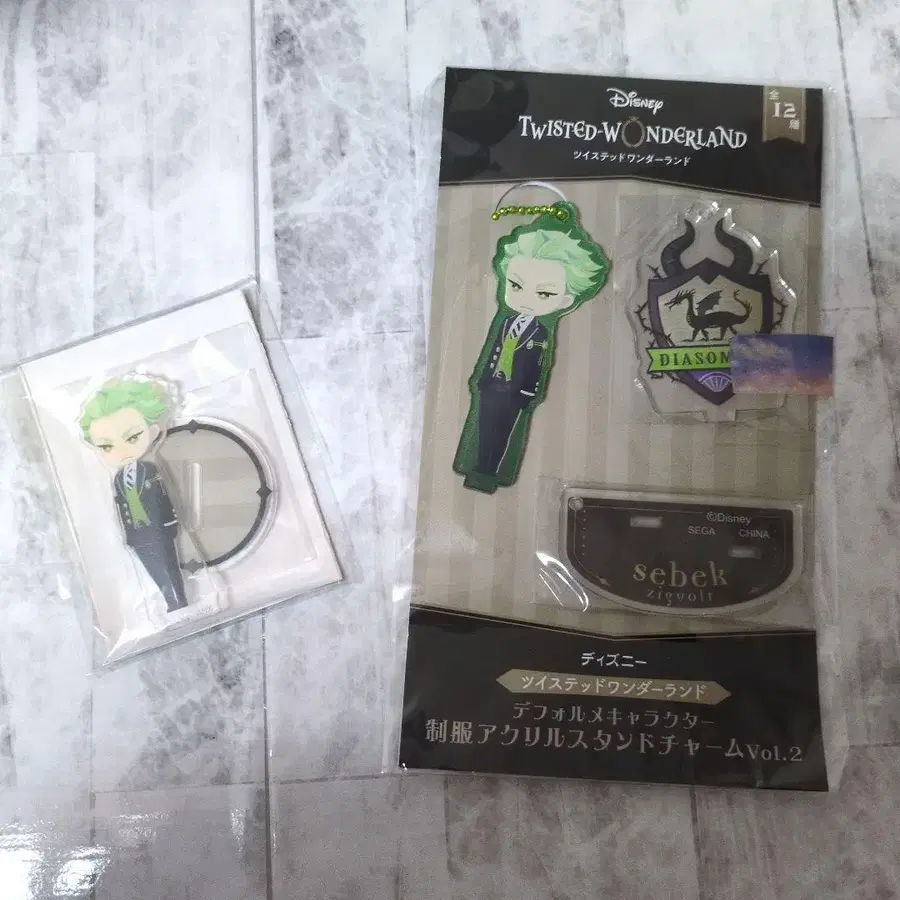 Disney
全12種
TWISTED-WONDERLAND
ツイステッドワンダーランド
DIASOM
©Disney
SEGA CHINA
sebek
zigvolt
ディズニー
ツイステッドワンダーランド
デフォルメキャラクター
制服アクリルスタンドチャームVol.2